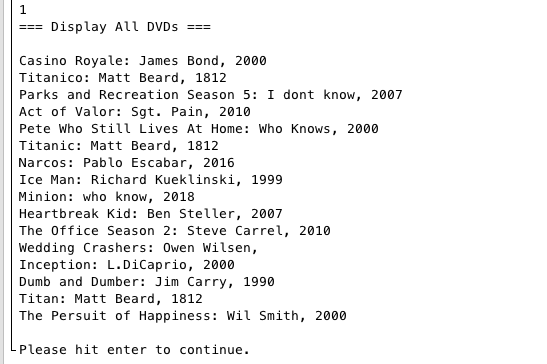 1
=== Display All DVDs ===
Casino Royale: James Bond, 2000
Titanico: Matt Beard, 1812
Parks and Recreation Season 5: I dont know, 2007
Act of Valor: Sgt. Pain, 2010
Pete Who Still Lives At Home: Who Knows, 2000
Titanic: Matt Beard, 1812
Narcos: Pablo Escabar, 2016
Ice Man: Richard Kueklinski, 1999
Minion: who know, 2018
Heartbreak Kid: Ben Steller, 2007
The Office Season 2: Steve Carrel, 2010
Wedding Crashers: Owen Wilsen,
Inception: L.DiCaprio, 2000
Dumb and Dumber: Jim Carry, 1990
Titan: Matt Beard, 1812
The Persuit of Happiness: Wil Smith, 2000
Please hit enter to continue.